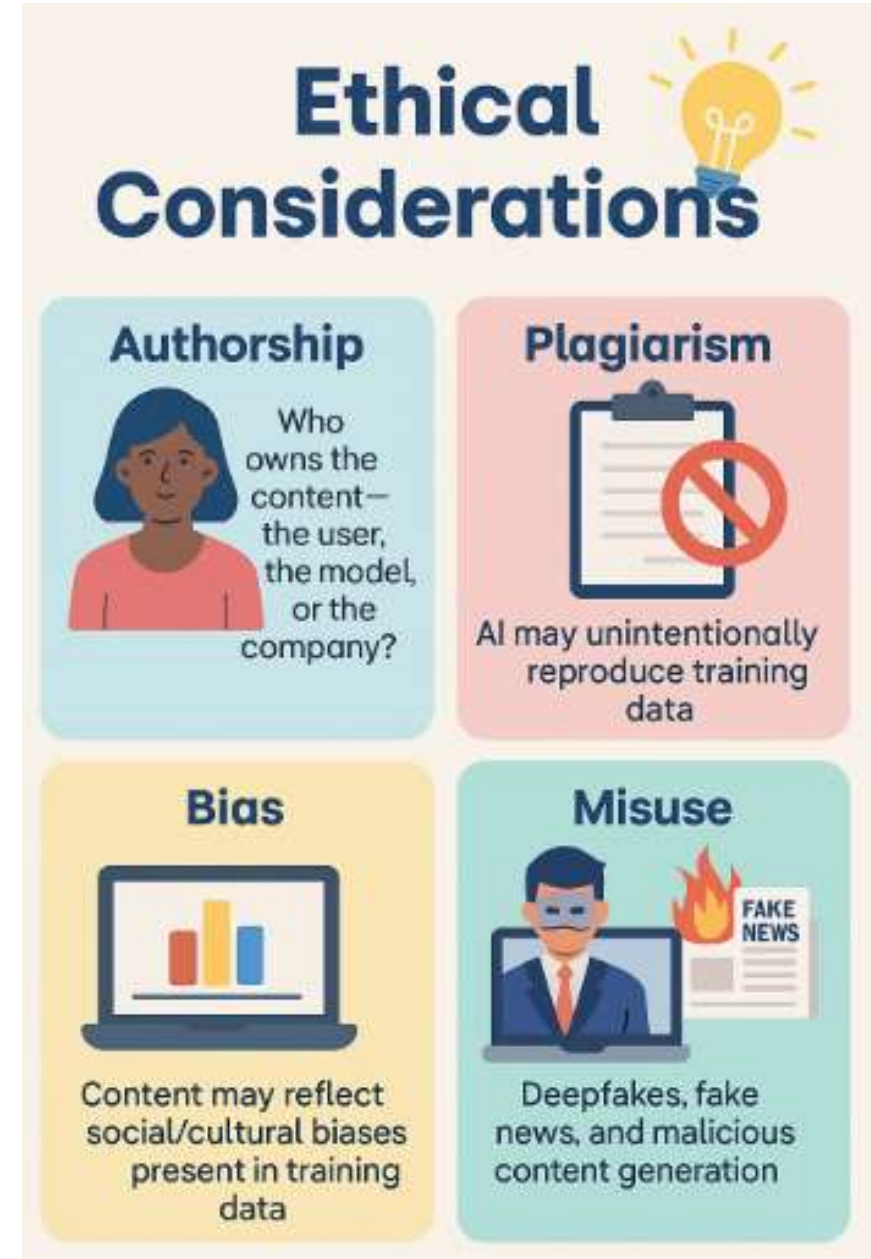 Ethical
Considerations
Authorship
Who
owns the
content—
the user,
the model,
or the
company?
Plagiarism
AI may unintentionally
reproduce training
data
Bias
Content may reflect
social/cultural biases
present in training
data
Misuse
FAKE
NEWS
Deepfakes, fake
news, and malicious
content generation